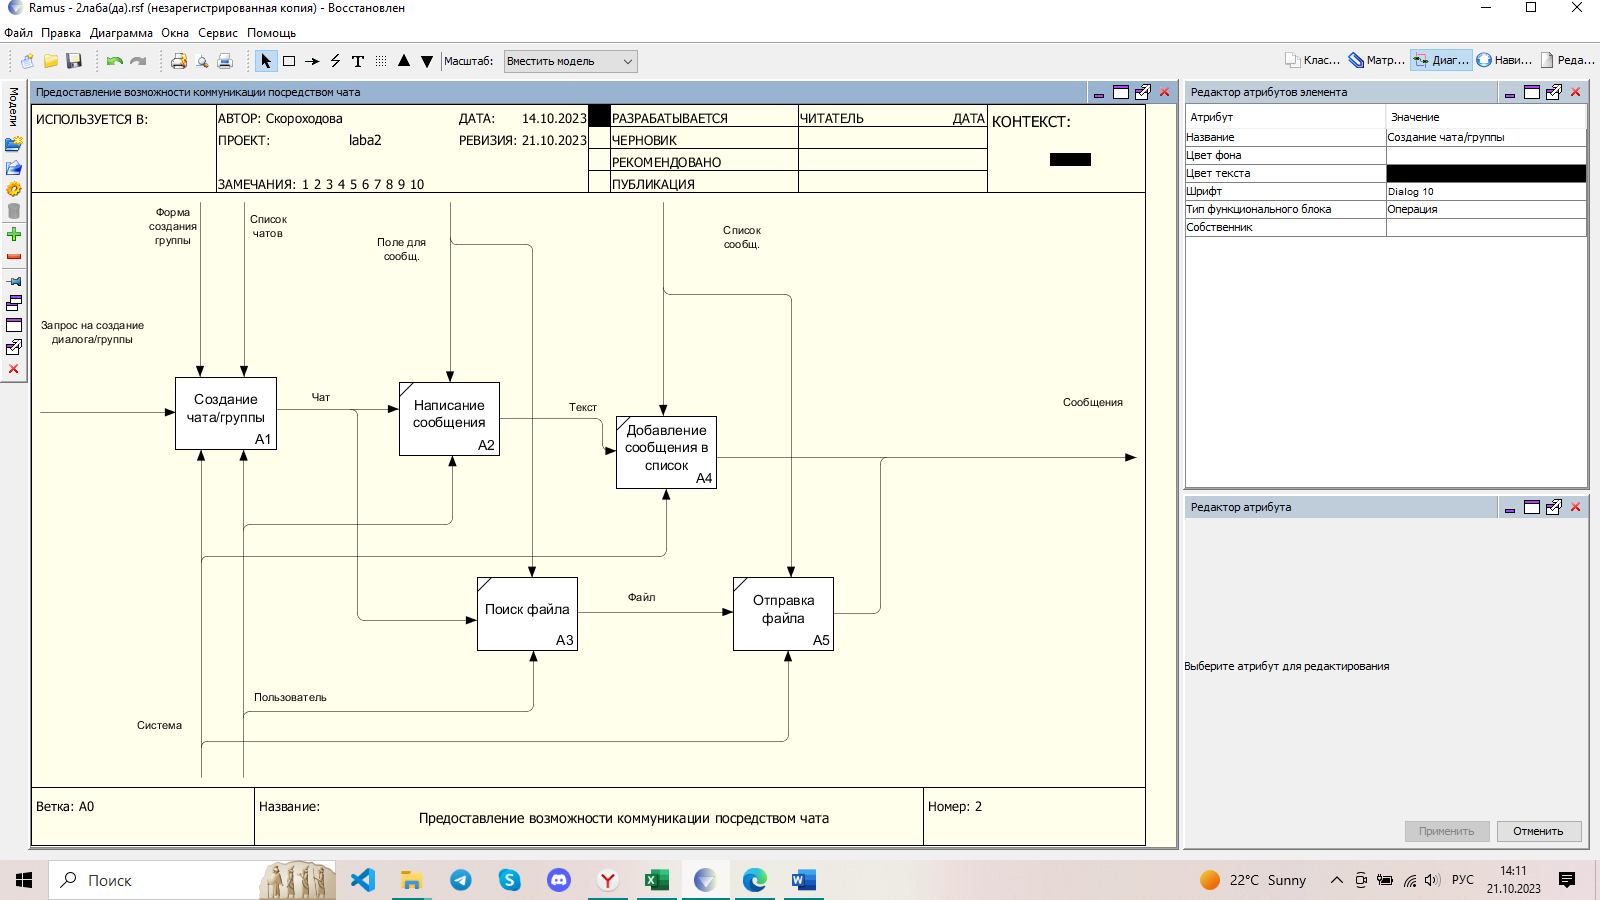 Ramus - 2лаба(да).rsf (незарегистрированная копия) - Восстановлен
Файл Правка Диаграмма Окна Сервис Помощь
Масштаб: Вместить модель
Клас... Матр... Диаг... Нави... Реда...
Модели
Предоставление возможности коммуникации посредством чата
ИСПОЛЬЗУЕТСЯ В:
АВТОР: Скороходова
ДАТА: 14.10.2023
ПРОЕКТ: laba2
РЕВИЗИЯ: 21.10.2023
ЗАМЕЧАНИЯ: 1 2 3 4 5 6 7 8 9 10
РАЗРАБАТЫВАЕТСЯ
ЧЕРНОВИК
РЕКОМЕНДОВАНО
ПУБЛИКАЦИЯ
ЧИТАТЕЛЬ ДАТА
КОНТЕКСТ:
Форма
создания
группы
Список
чатов
Поле для
сообщ.
Список
сообщ.
Запрос на создание
диалога/группы
Создание
чата/группы
A1
Чат
Написание
сообщения
A2
Текст
Добавление
сообщения в
список
A4
Сообщения
Поиск файла
A3
Файл
Отправка
файла
A5
Пользователь
Система
Ветка: A0
Название:
Предоставление возможности коммуникации посредством чата
Номер: 2
Редактор атрибутов элемента
Атрибут Значение
Название Создание чата/группы
Цвет фона
Цвет текста
Шрифт Dialog 10
Тип функционального блока Операция
Собственник
Редактор атрибута
Выберите атрибут для редактирования
Применить Отменить
Поиск
22°C Sunny
РУС
14:11
21.10.2023